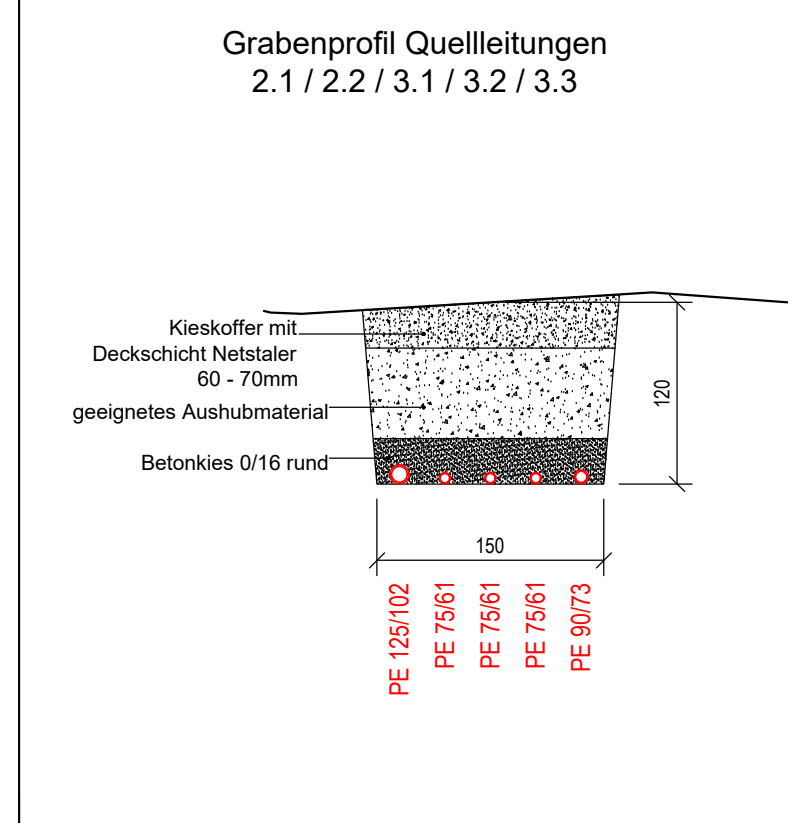 Grabenprofil Quellleitungen
2.1 / 2.2 / 3.1 / 3.2 / 3.3
Kieskoffer mit
Deckschicht Netstaler
60 - 70mm
geeignetes Aushubmaterial
Betonkies 0/16 rund
120
150
PE 125/102
PE 75/61
PE 75/61
PE 75/61
PE 90/73